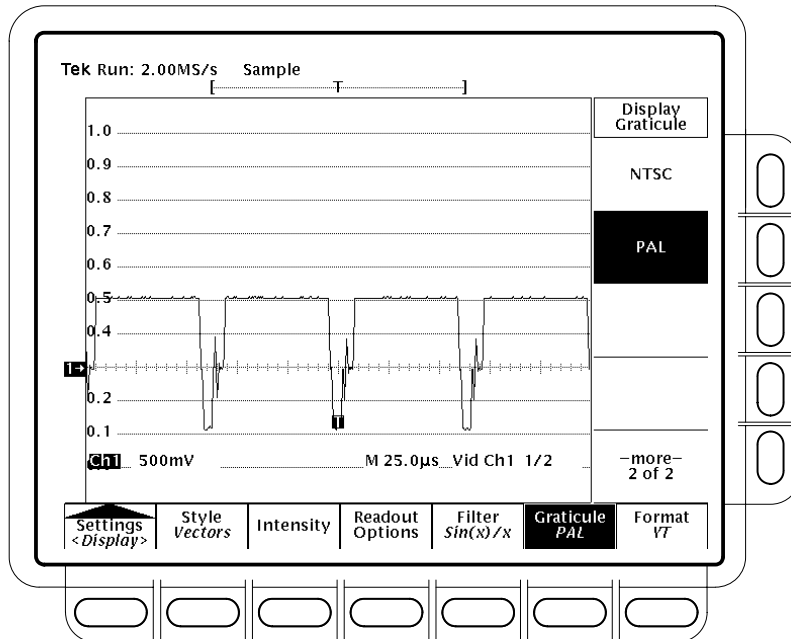 Tek Run: 2.00MS/s Sample
[ T ]
Display
Graticule
NTSC
PAL
-more-
2 of 2
1.0
0.9
0.8
0.7
0.6
0.5
0.4
1→
0.2
0.1
T
Ch1 500mV M 25.0µs Vid Ch1 1/2
Settings
<Display>
Style
Vectors
Intensity
Readout
Options
Filter
Sin(x)/x
Graticule
PAL
Format
YT